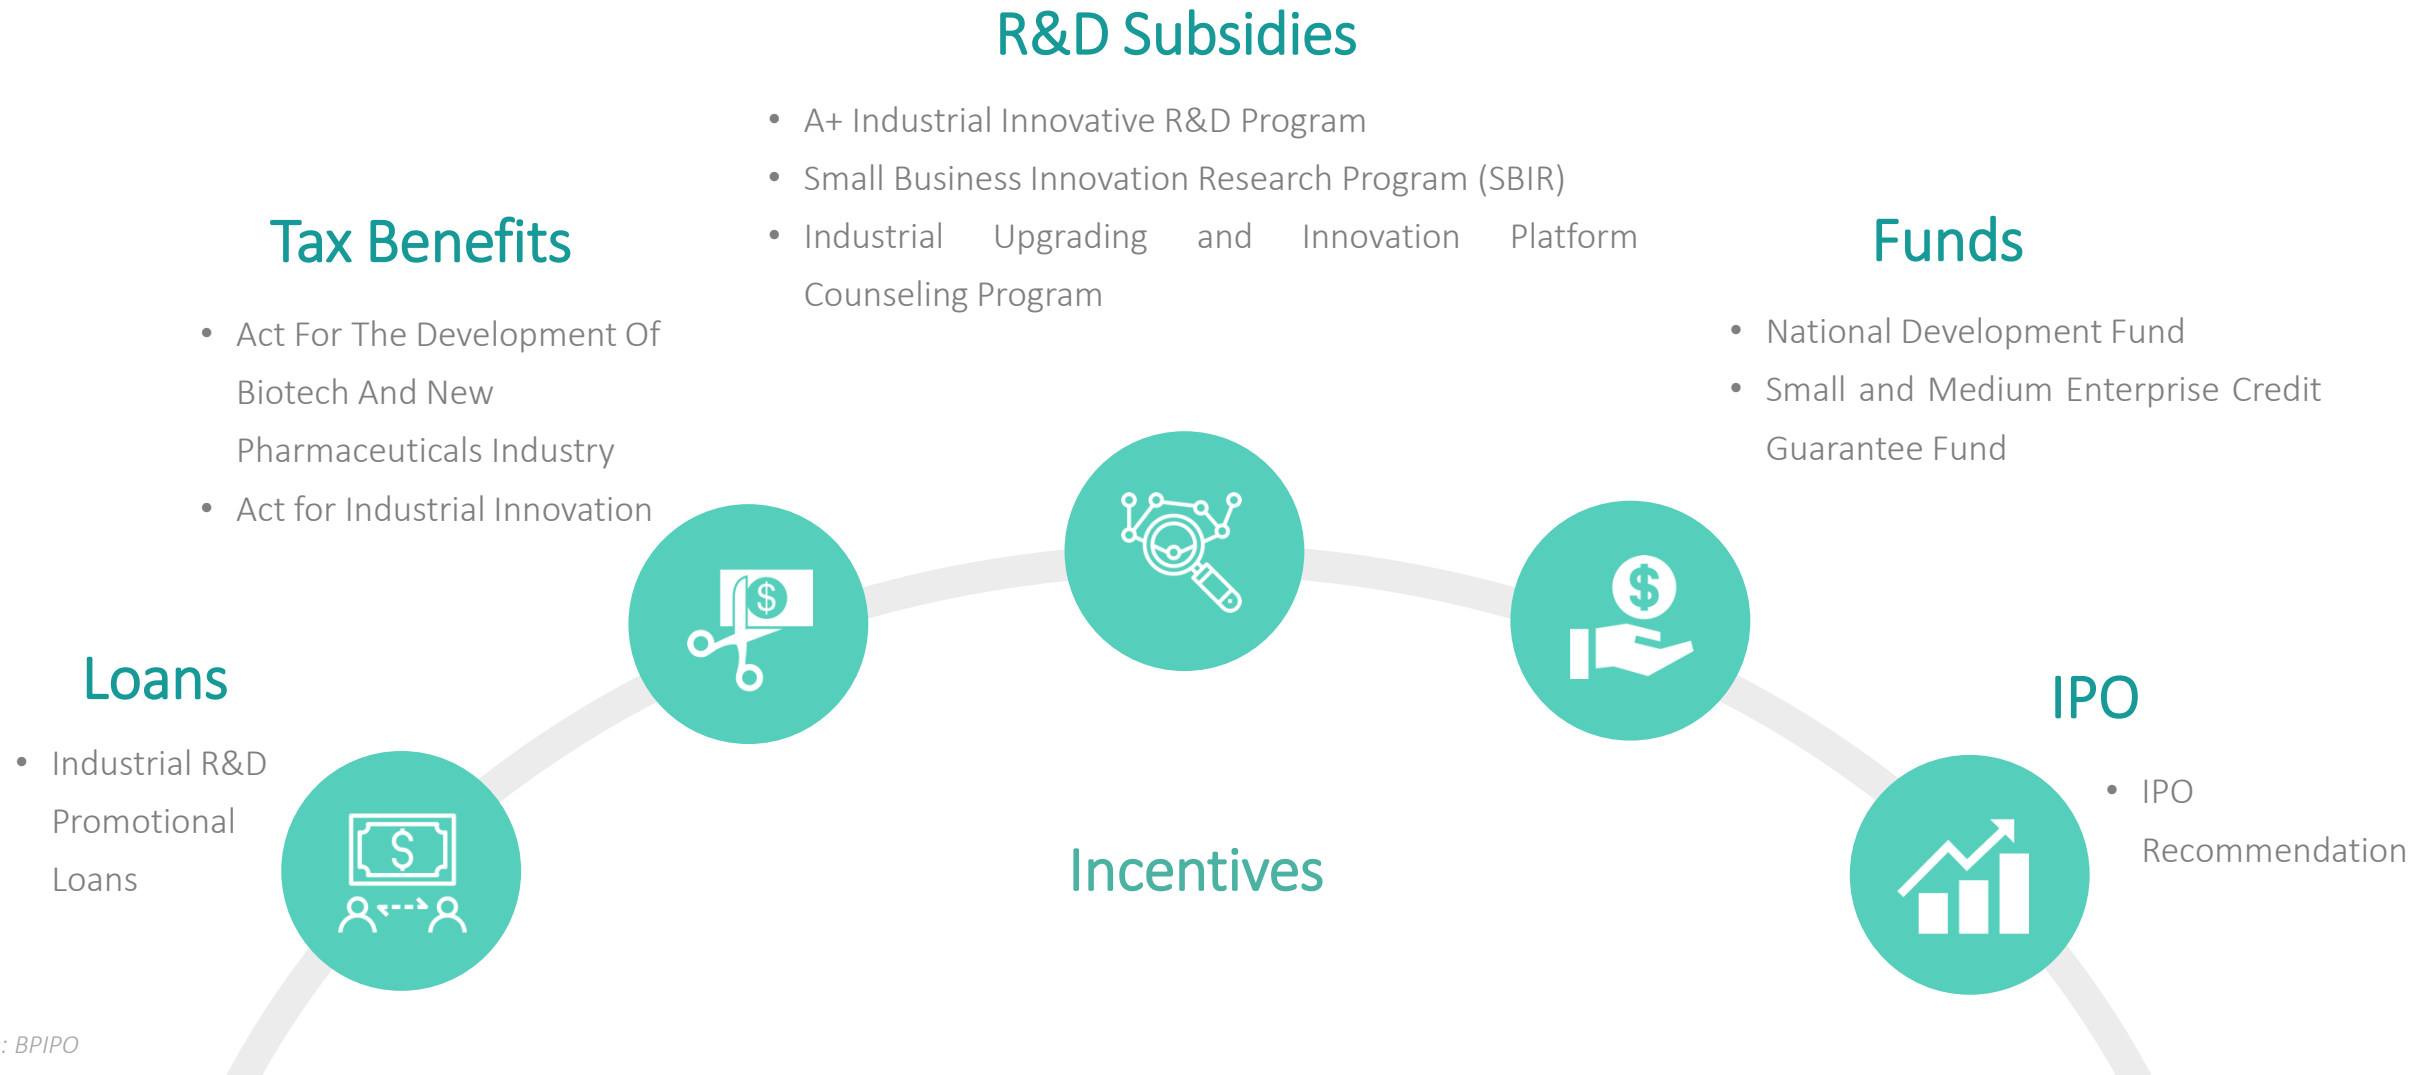 R&D Subsidies
• A+ Industrial Innovative R&D Program
• Small Business Innovation Research Program (SBIR)
• Industrial Upgrading and Innovation Platform
Counseling Program
Tax Benefits
• Act For The Development Of
Biotech And New
Pharmaceuticals Industry
• Act for Industrial Innovation
Funds
• National Development Fund
• Small and Medium Enterprise Credit
Guarantee Fund
Loans
• Industrial R&D
Promotional
Loans
IPO
• IPO
Recommendation
Incentives
: BPIPO